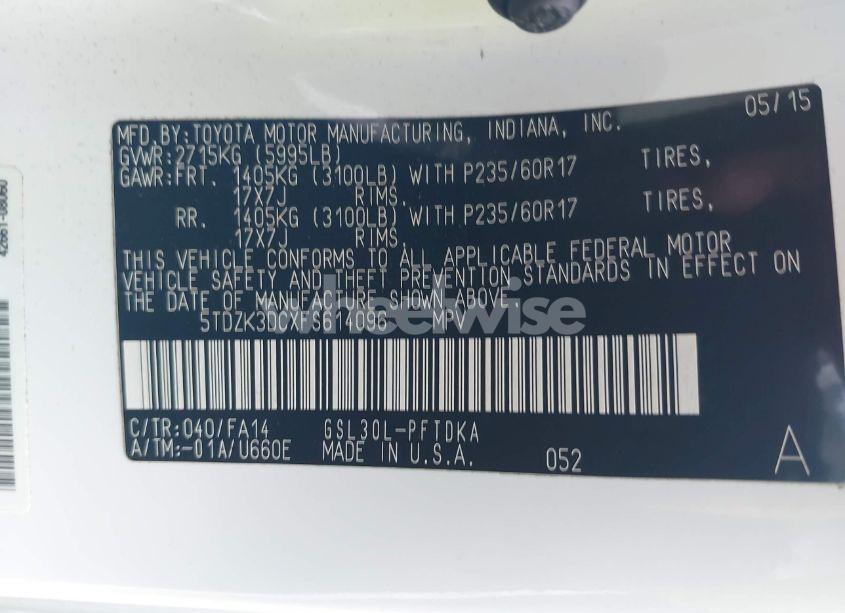 05/15
MFD.BY:TOYOTA MOTOR MANUFACTURING, INDIANA, INC.
GVWR:2715KG (5995LB)
GAWR:FRT. 1405KG (3100LB) WITH P235/60R17 TIRES,
17X7J RIMS.
RR. 1405KG (3100LB) WITH P235/60R17 TIRES,
17X7J RIMS.
THIS VEHICLE CONFORMS TO ALL APPLICABLE FEDERAL MOTOR
VEHICLE SAFETY AND THEFT PREVENTION STANDARDS IN EFFECT ON
THE DATE OF MANUFACTURE SHOWN ABOVE.
5TDZK3DCXFS614096 MPV
C/TR:040/FA14 GSL30L-PFTDKA
A/TM:-01A/U660E MADE IN U.S.A. 052 A
42661-08060
wheelwise